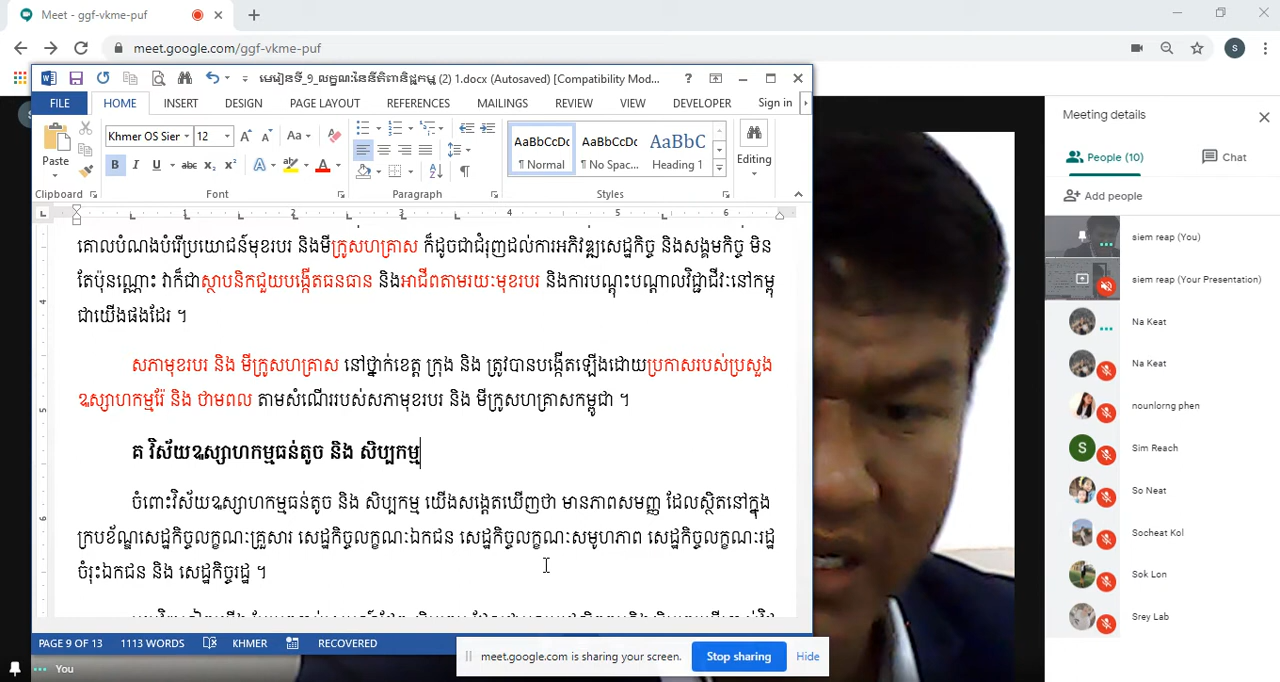 Meet - ggf-vkme-puf
meet.google.com/ggf-vkme-puf
មេរៀនទី_9_លក្ខណៈនៃនីតិពាណិជ្ជកម្ម (2) 1.docx (Autosaved) [Compatibility Mod...
FILE HOME INSERT DESIGN PAGE LAYOUT REFERENCES MAILINGS REVIEW VIEW DEVELOPER Sign in
Khmer OS Sier 12
Paste
AaBbCcDc AaBbCcDc AaBbCc
¶ Normal ¶ No Spac... Heading 1
Editing
Clipboard Font Paragraph Styles
គោលបំណងបំរើប្រយោជន៍មុខរបរ និងមីក្រូសហគ្រាស ក៏ដូចជាជំរុញដល់ការអភិវឌ្ឍសេដ្ឋកិច្ច និងសង្គមកិច្ច មិន
តែប៉ុន្ណោះ វាក៏ជាស្ថាបនិកជួយបង្កើតធនធាន និងអាជីពតាមរយៈមុខរបរ និងការបណ្តុះបណ្តាលវិជ្ជាជីវៈនៅកម្ពុ
ជាយើងផងដែរ ។
សភាមុខរបរ និង មីក្រូសហគ្រាស នៅថ្នាក់ខេត្ត ក្រុង និង ត្រូវបានបង្កើតឡើងដោយប្រកាសរបស់ប្រសួង
ឩស្សាហកម្មរ៉ែ និង ថាមពល តាមសំណើររបស់សភាមុខរបរ និង មីក្រូសហគ្រាសកម្ពុជា ។
គ វិស័យឩស្សាហកម្មធន់តូច និង សិប្បកម្ម
ចំពោះវិស័យឩស្សាហកម្មធន់តូច និង សិប្បកម្ម យើងសង្កេតឃើញថា មានភាពសមញ្ញ ដែលស្ថិតនៅក្នុង
ក្របខ័ណ្ឌសេដ្ឋកិច្ចលក្ខណៈគ្រួសារ សេដ្ឋកិច្ចលក្ខណៈឯកជន សេដ្ឋកិច្ចលក្ខណៈសមូហភាព សេដ្ឋកិច្ចលក្ខណៈរដ្ឋ
ចំរុះឯកជន និង សេដ្ឋកិច្ចរដ្ឋ ។
PAGE 9 OF 13 1113 WORDS KHMER RECOVERED
meet.google.com is sharing your screen. Stop sharing Hide
You
Meeting details
People (10) Chat
Add people
siem reap (You)
siem reap (Your Presentation)
Na Keat
Na Keat
nounlorng phen
Sim Reach
So Neat
Socheat Kol
Sok Lon
Srey Lab